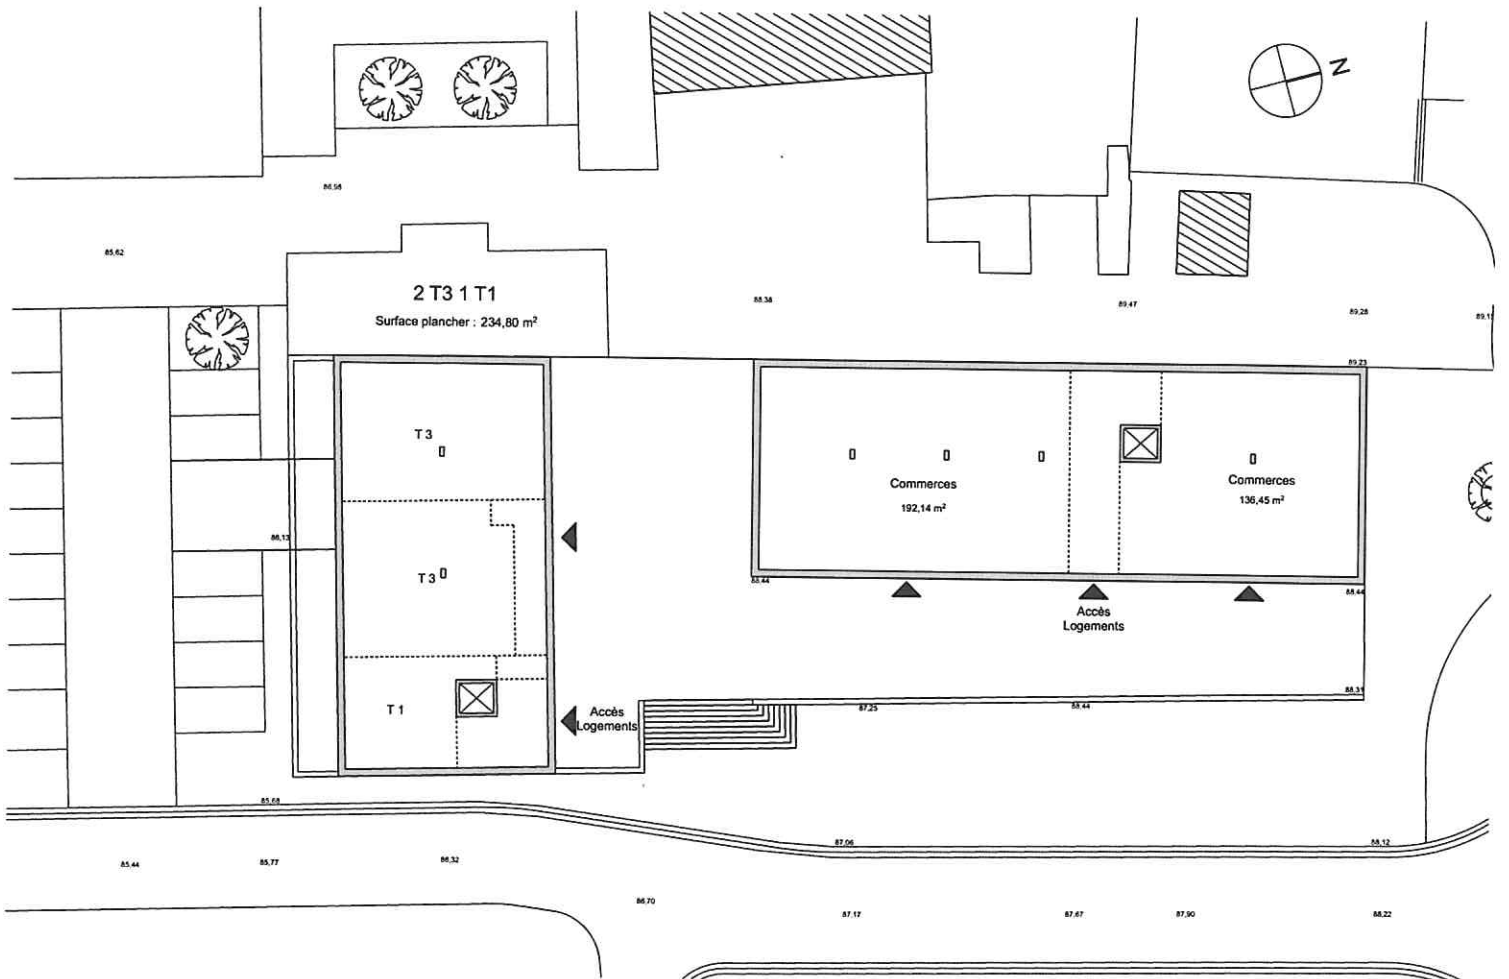 N
86,98
85,62
2 T3 1 T1
Surface plancher : 234,80 m²
88,38
89,47
89,28
89,23
T 3
Commerces
192,14 m²
Commerces
136,45 m²
86,13
T 3
88,44
88,44
Accès
Logements
T 1
Accès
Logements
87,25
88,44
88,31
85,68
87,06
88,12
85,44
85,77
86,32
86,70
87,17
87,67
87,90
88,22